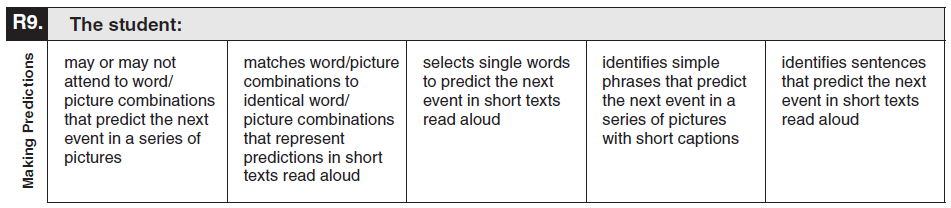 R9. The student:
Making Predictions
may or may not
attend to word/
picture combinations
that predict the next
event in a series of
pictures
matches word/picture
combinations to
identical word/
picture combinations
that represent
predictions in short
texts read aloud
selects single words
to predict the next
event in short texts
read aloud
identifies simple
phrases that predict
the next event in a
series of pictures
with short captions
identifies sentences
that predict the next
event in short texts
read aloud